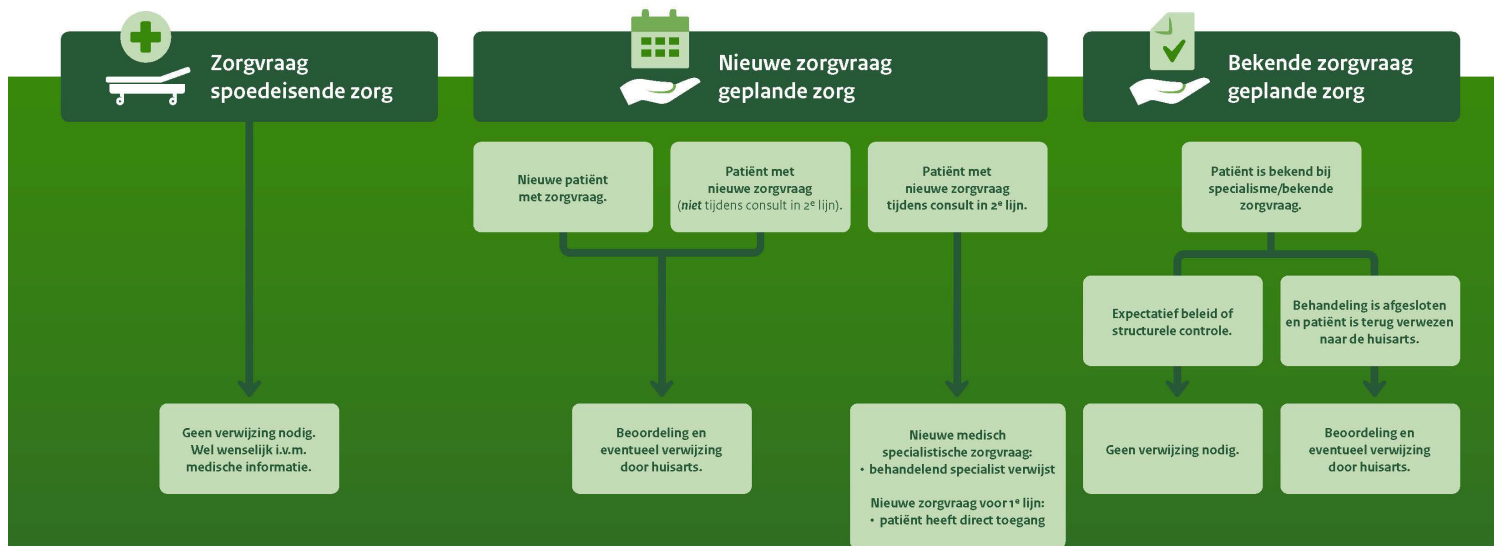 Zorgvraag
spoedeisende zorg
Nieuwe zorgvraag
geplande zorg
Bekende zorgvraag
geplande zorg
Nieuwe patiënt
met zorgvraag.
Patiënt met
nieuwe zorgvraag
(niet tijdens consult in 2e lijn).
Patiënt met
nieuwe zorgvraag
tijdens consult in 2e lijn.
Patiënt is bekend bij
specialisme/bekende
zorgvraag.
Expectatief beleid of
structurele controle.
Behandeling is afgesloten
en patiënt is terug verwezen
naar de huisarts.
Geen verwijzing nodig.
Wel wenselijk i.v.m.
medische informatie.
Beoordeling en
eventueel verwijzing
door huisarts.
Nieuwe medisch
specialistische zorgvraag:
• behandelend specialist verwijst
Nieuwe zorgvraag voor 1e lijn:
• patiënt heeft direct toegang
Geen verwijzing nodig.
Beoordeling en
eventueel verwijzing
door huisarts.